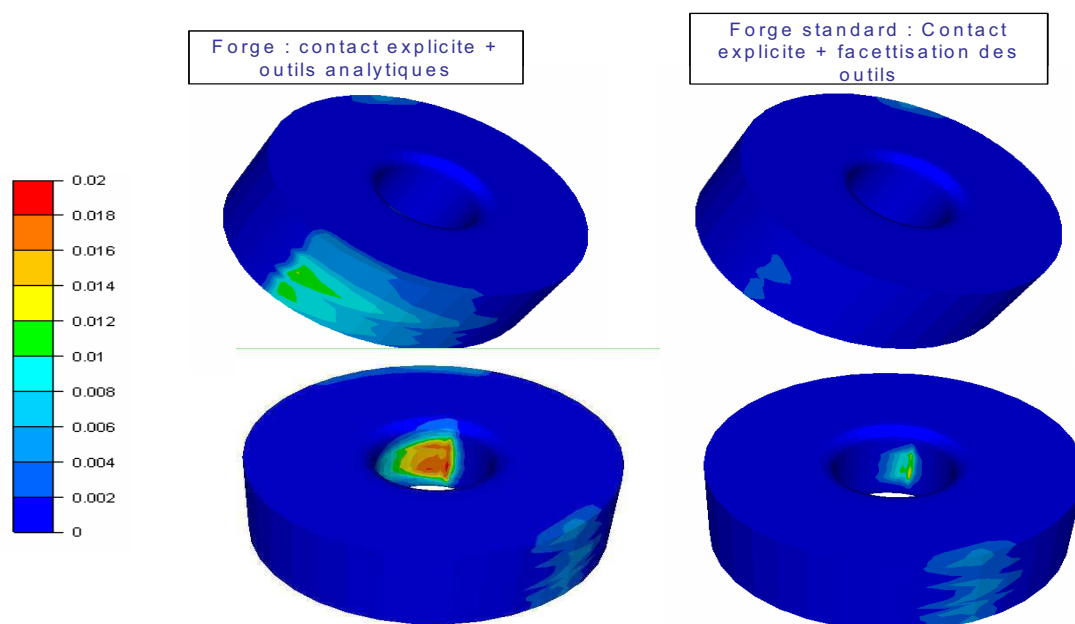 Forge : contact explicite +
outils analytiques
Forge standard : Contact
explicite + facettisation des
outils
0.02
0.018
0.016
0.014
0.012
0.01
0.008
0.006
0.004
0.002
0